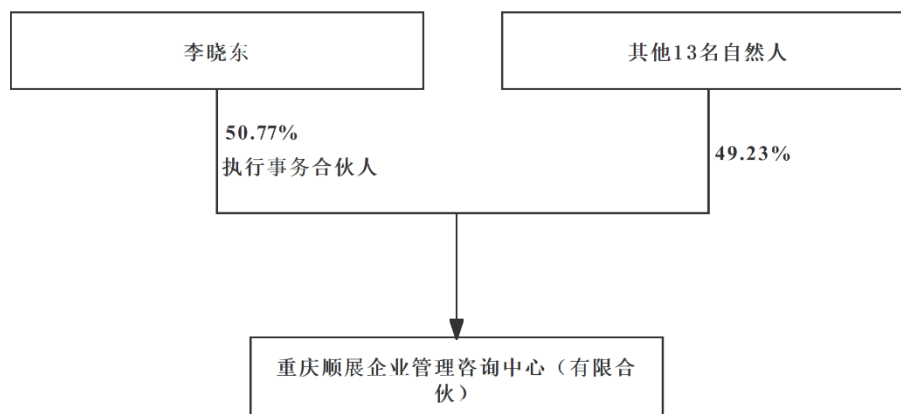 李晓东
其他13名自然人
50.77%
执行事务合伙人
49.23%
重庆顺展企业管理咨询中心（有限合
伙）